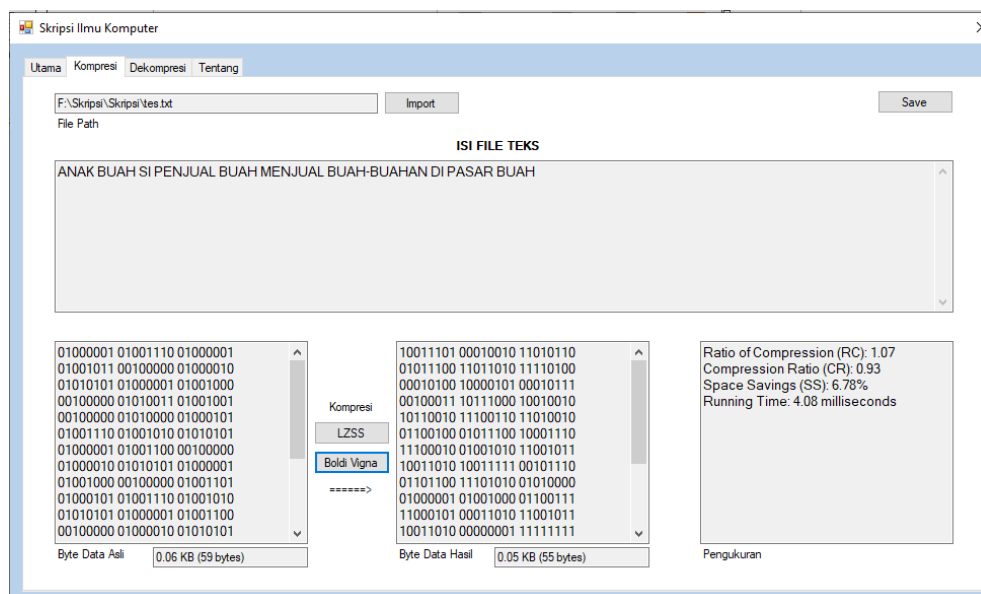 Skripsi Ilmu Komputer
Utama Kompresi Dekompresi Tentang
F:\Skripsi\Skripsi\tes.txt Import Save
File Path
ISI FILE TEKS
ANAK BUAH SI PENJUAL BUAH MENJUAL BUAH-BUAHAN DI PASAR BUAH
01000001 01001110 01000001
01001011 00100000 01000010
01010101 01000001 01001000
00100000 01010011 01001001
00100000 01010000 01000101
01001110 01001010 01010101
01000001 01001100 00100000
01000010 01010101 01000001
01001000 00100000 01001101
01000101 01001110 01001010
01010101 01000001 01001100
00100000 01000010 01010101
Byte Data Asli 0.06 KB (59 bytes)
Kompresi
LZSS
Boldi Vigna
======>
10011101 00010010 11010110
01011100 11011010 11110100
00010100 10000101 00010111
00100011 10111000 10010010
10110010 11100110 11010010
01100100 01011100 10001110
11100010 01001010 11001011
10011010 10011111 00101110
01101100 11101010 01010000
01000001 01001000 01100111
11000101 00011010 11001011
10011010 00000001 11111111
Byte Data Hasil 0.05 KB (55 bytes)
Ratio of Compression (RC): 1.07
Compression Ratio (CR): 0.93
Space Savings (SS): 6.78%
Running Time: 4.08 milliseconds
Pengukuran